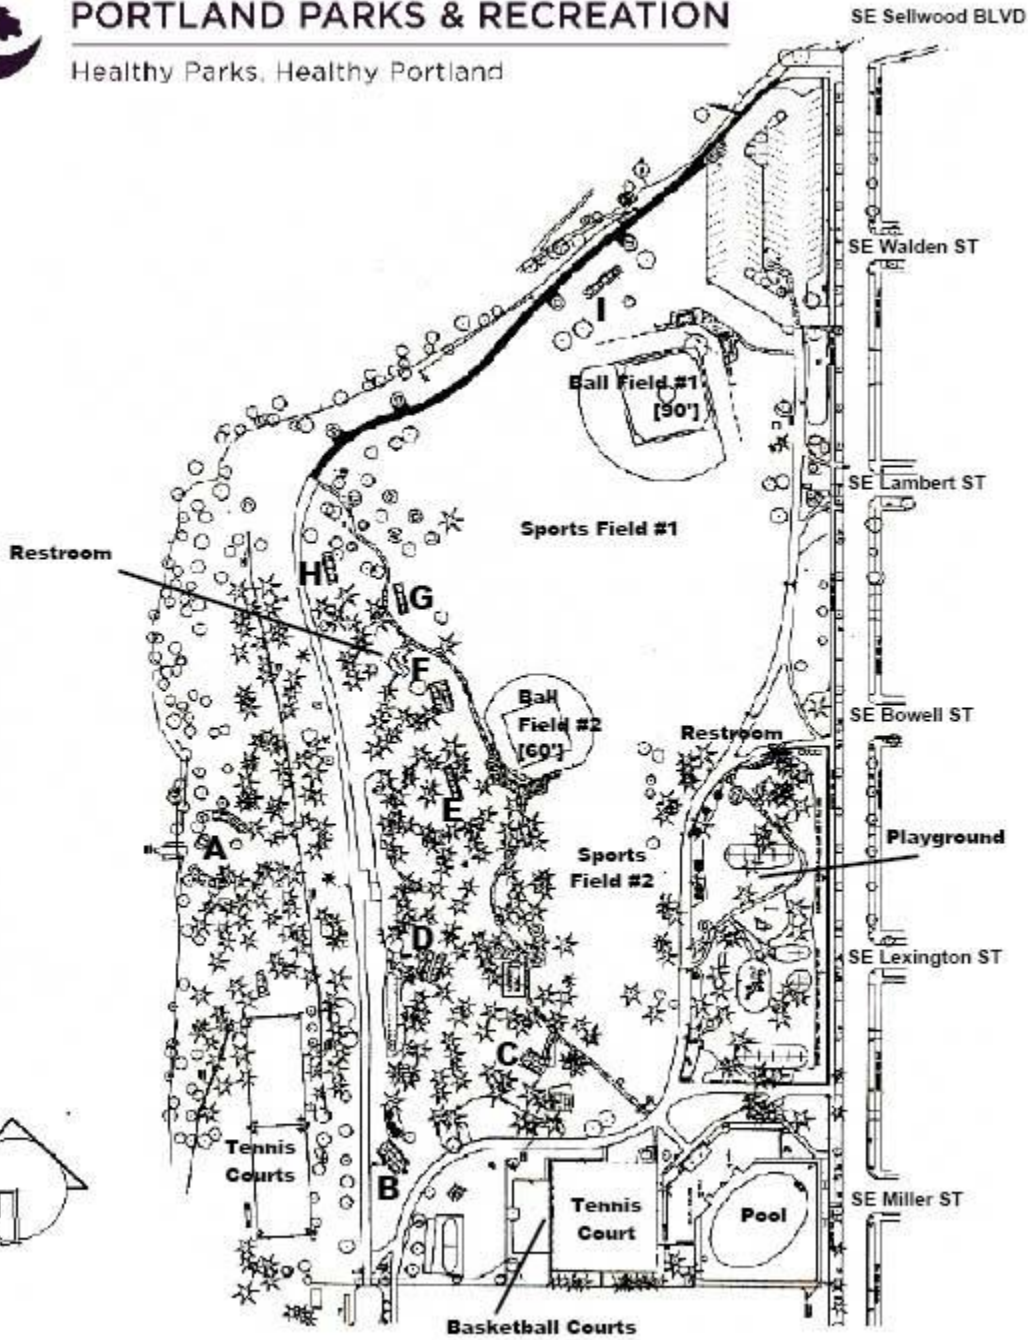 PORTLAND PARKS & RECREATION
Healthy Parks, Healthy Portland
SE Sellwood BLVD
SE Walden ST
I
Ball Field #1
[90']
SE Lambert ST
Sports Field #1
Restroom
H
G
F
Ball
Field #2
[60']
SE Bowell ST
Restroom
E
A
Playground
Sports
Field #2
D
SE Lexington ST
C
Tennis
Courts
B
SE Miller ST
Tennis
Court
Pool
Basketball Courts